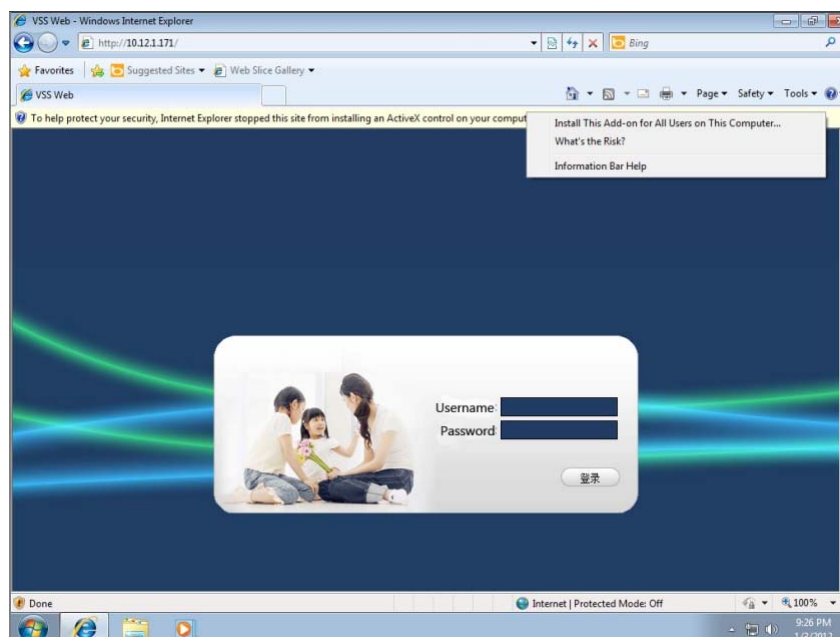 VSS Web - Windows Internet Explorer
http://10.12.1.171/
Bing
Favorites
Suggested Sites
Web Slice Gallery
VSS Web
Page
Safety
Tools
To help protect your security, Internet Explorer stopped this site from installing an ActiveX control on your
Install This Add-on for All Users on This Computer...
What's the Risk?
Information Bar Help
Username:
Password:
登录
Done
Internet | Protected Mode: Off
100%
9:26 PM